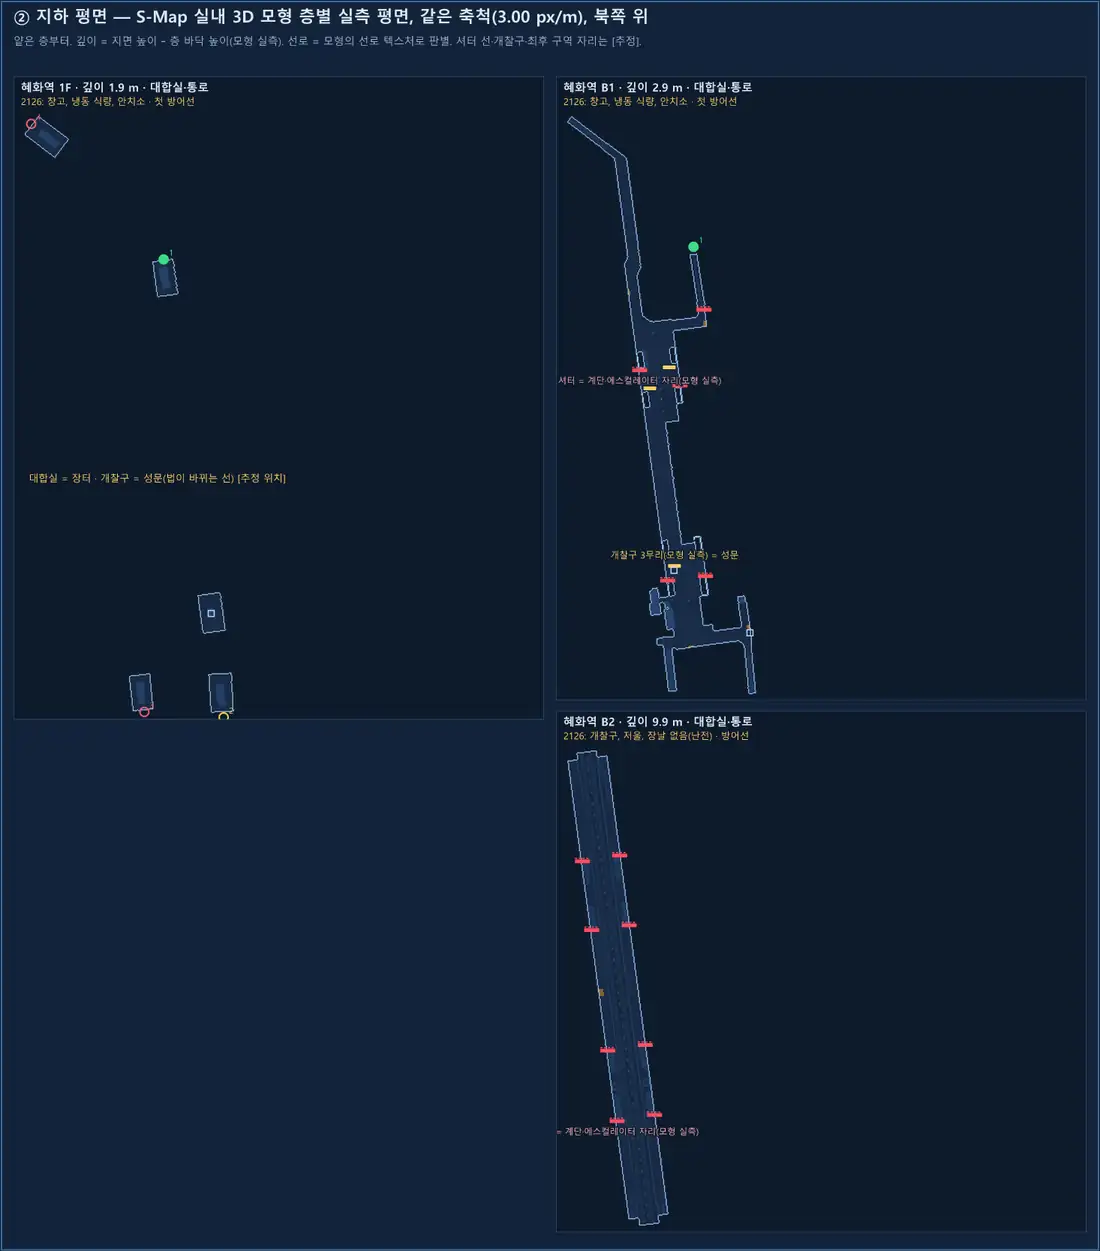 ② 지하 평면 — S-Map 실내 3D 모형 층별 실측 평면, 같은 축척(3.00 px/m), 북쪽 위
얕은 층부터. 깊이 = 지면 높이 − 층 바닥 높이(모형 실측). 선로 = 모형의 선로 텍스처로 판별. 셔터 선·개찰구·최후 구역 자리는 [추정].
혜화역 1F · 깊이 1.9 m · 대합실·통로
2126: 창고, 냉동 식량, 안치소 · 첫 방어선
1
대합실 = 장터 · 개찰구 = 성문(법이 바뀌는 선) [추정 위치]
혜화역 B1 · 깊이 2.9 m · 대합실·통로
2126: 창고, 냉동 식량, 안치소 · 첫 방어선
1
셔터 = 계단·에스컬레이터 자리(모형 실측)
개찰구 3무리(모형 실측) = 성문
혜화역 B2 · 깊이 9.9 m · 대합실·통로
2126: 개찰구, 저울, 장날 없음(난전) · 방어선
= 계단·에스컬레이터 자리(모형 실측)